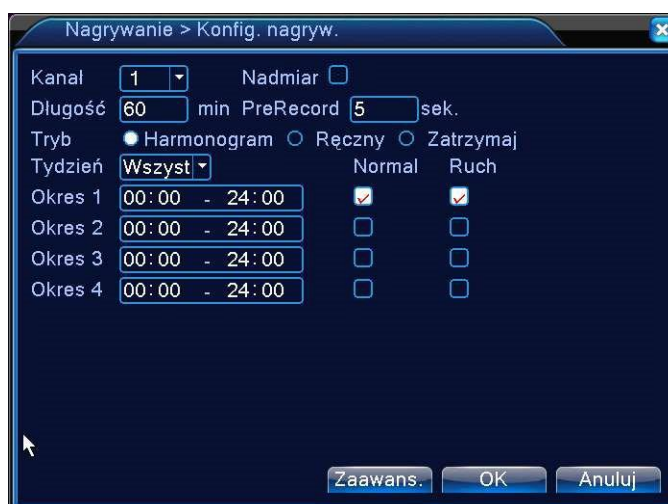 Nagrywanie > Konfig. nagryw.
Kanał 1 Nadmiar
Długość 60 min PreRecord 5 sek.
Tryb Harmonogram Ręczny Zatrzymaj
Tydzień Wszyst Normal Ruch
Okres 1 00:00 - 24:00
Okres 2 00:00 - 24:00
Okres 3 00:00 - 24:00
Okres 4 00:00 - 24:00
Zaawans. OK Anuluj